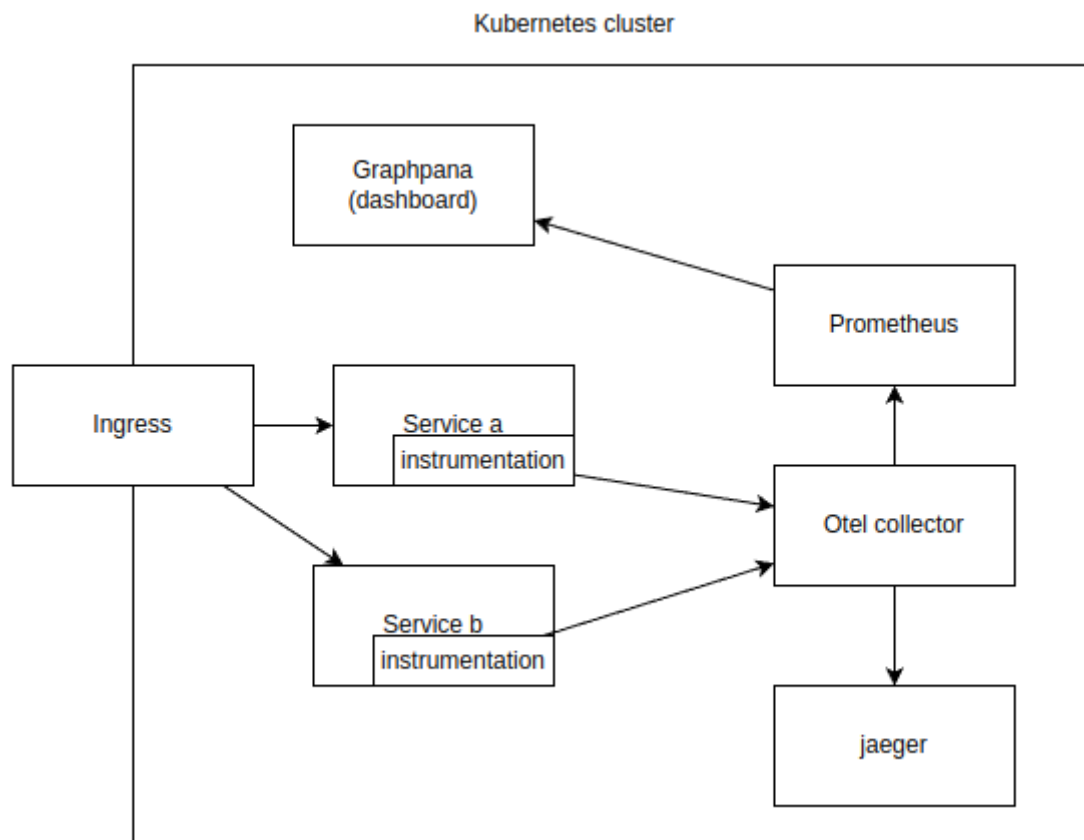 Kubernetes cluster
Graphpana
(dashboard)
Prometheus
Ingress
Service a
instrumentation
Otel collector
Service b
instrumentation
jaeger